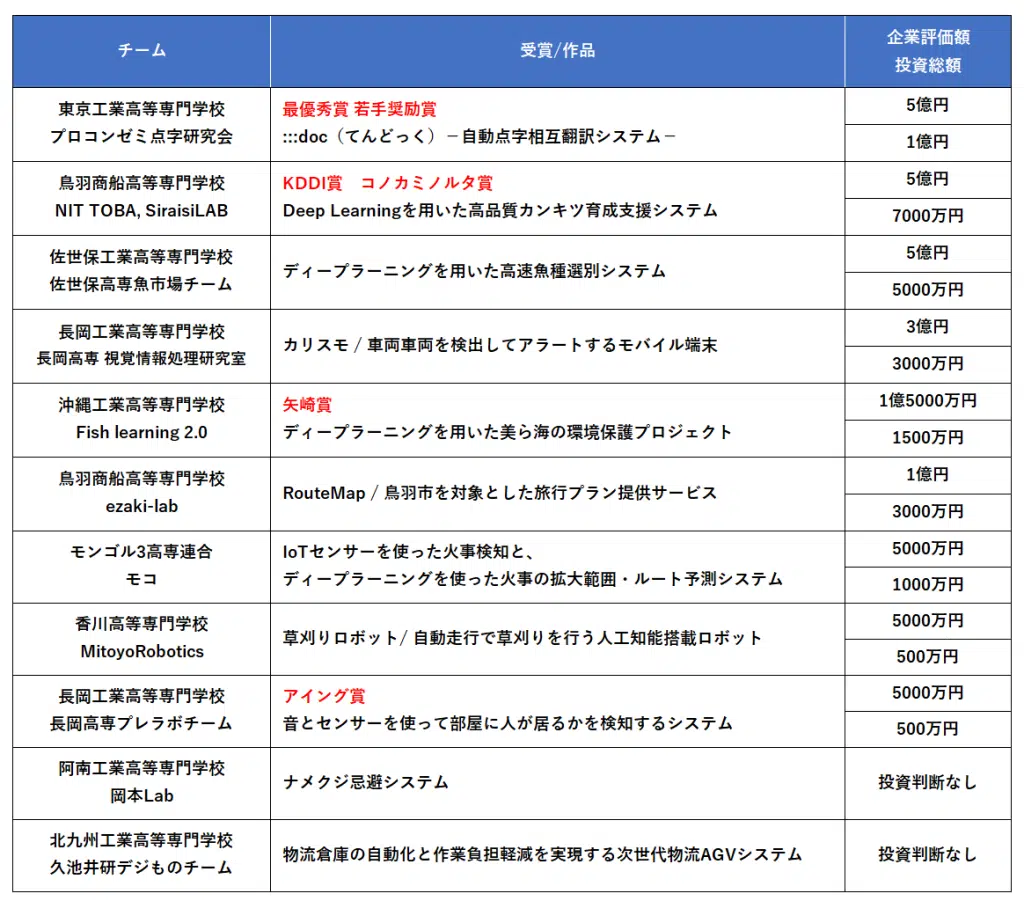 チーム
受賞/作品
企業評価額
投資総額
東京工業高等専門学校
プロコンゼミ点字研究会
最優秀賞 若手奨励賞
:::doc（てんどっく）－自動点字相互翻訳システム－
5億円
1億円
鳥羽商船高等専門学校
NIT TOBA, SiraisiLAB
KDDI賞　コノカミノルタ賞
Deep Learningを用いた高品質カンキツ育成支援システム
5億円
7000万円
佐世保工業高等専門学校
佐世保高専魚市場チーム
ディープラーニングを用いた高速魚種選別システム
5億円
5000万円
長岡工業高等専門学校
長岡高専 視覚情報処理研究室
カリスモ / 車両車両を検出してアラートするモバイル端末
3億円
3000万円
沖縄工業高等専門学校
Fish learning 2.0
矢崎賞
ディープラーニングを用いた美ら海の環境保護プロジェクト
1億5000万円
1500万円
鳥羽商船高等専門学校
ezaki-lab
RouteMap / 鳥羽市を対象とした旅行プラン提供サービス
1億円
3000万円
モンゴル3高専連合
モコ
IoTセンサーを使った火事検知と、
ディープラーニングを使った火事の拡大範囲・ルート予測システム
5000万円
1000万円
香川高等専門学校
MitoyoRobotics
草刈りロボット/ 自動走行で草刈りを行う人工知能搭載ロボット
5000万円
500万円
長岡工業高等専門学校
長岡高専プレラボチーム
アイング賞
音とセンサーを使って部屋に人が居るかを検知するシステム
5000万円
500万円
阿南工業高等専門学校
岡本Lab
ナメクジ忌避システム
投資判断なし
北九州工業高等専門学校
久池井研デジものチーム
物流倉庫の自動化と作業負担軽減を実現する次世代物流AGVシステム
投資判断なし